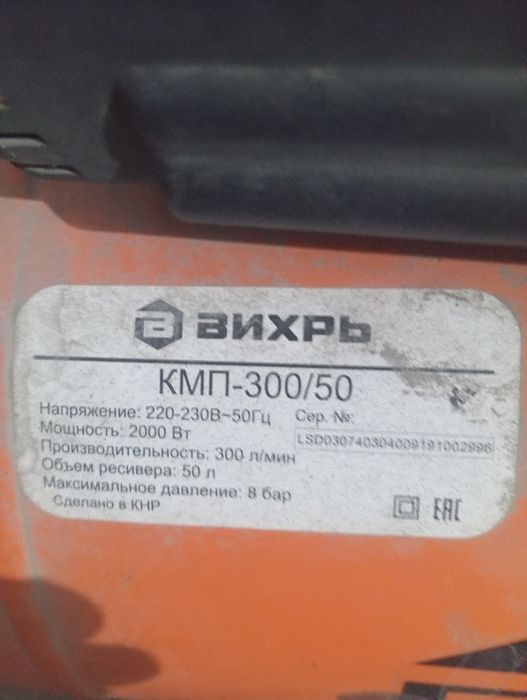 ВИХРЬ
КМП-300/50
Напряжение: 220-230В~50Гц
Мощность: 2000 Вт
Производительность: 300 л/мин
Объем ресивера: 50 л
Максимальное давление: 8 бар
Сделано в КНР
Сер. №:
LSD030740304009191002996
EAC